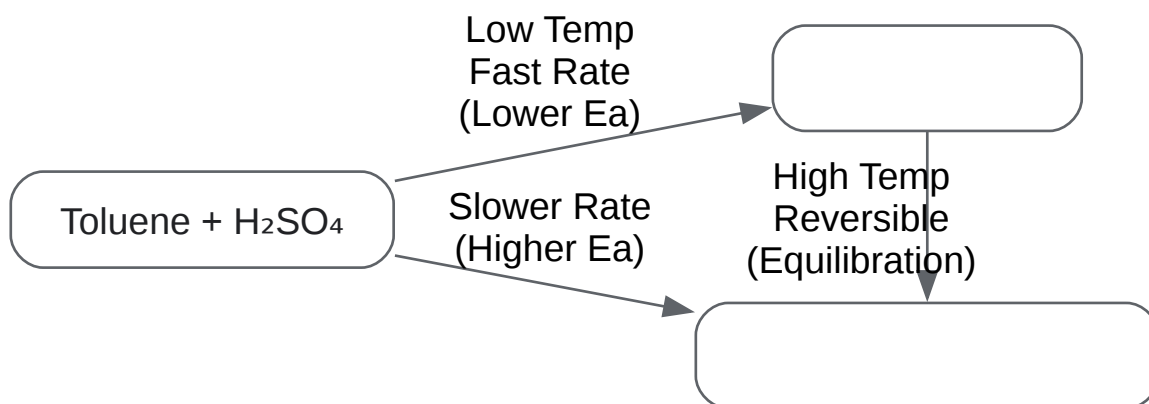 Low Temp
Fast Rate
(Lower Ea)
Toluene + H₂SO₄
Slower Rate
(Higher Ea)
High Temp
Reversible
(Equilibration)